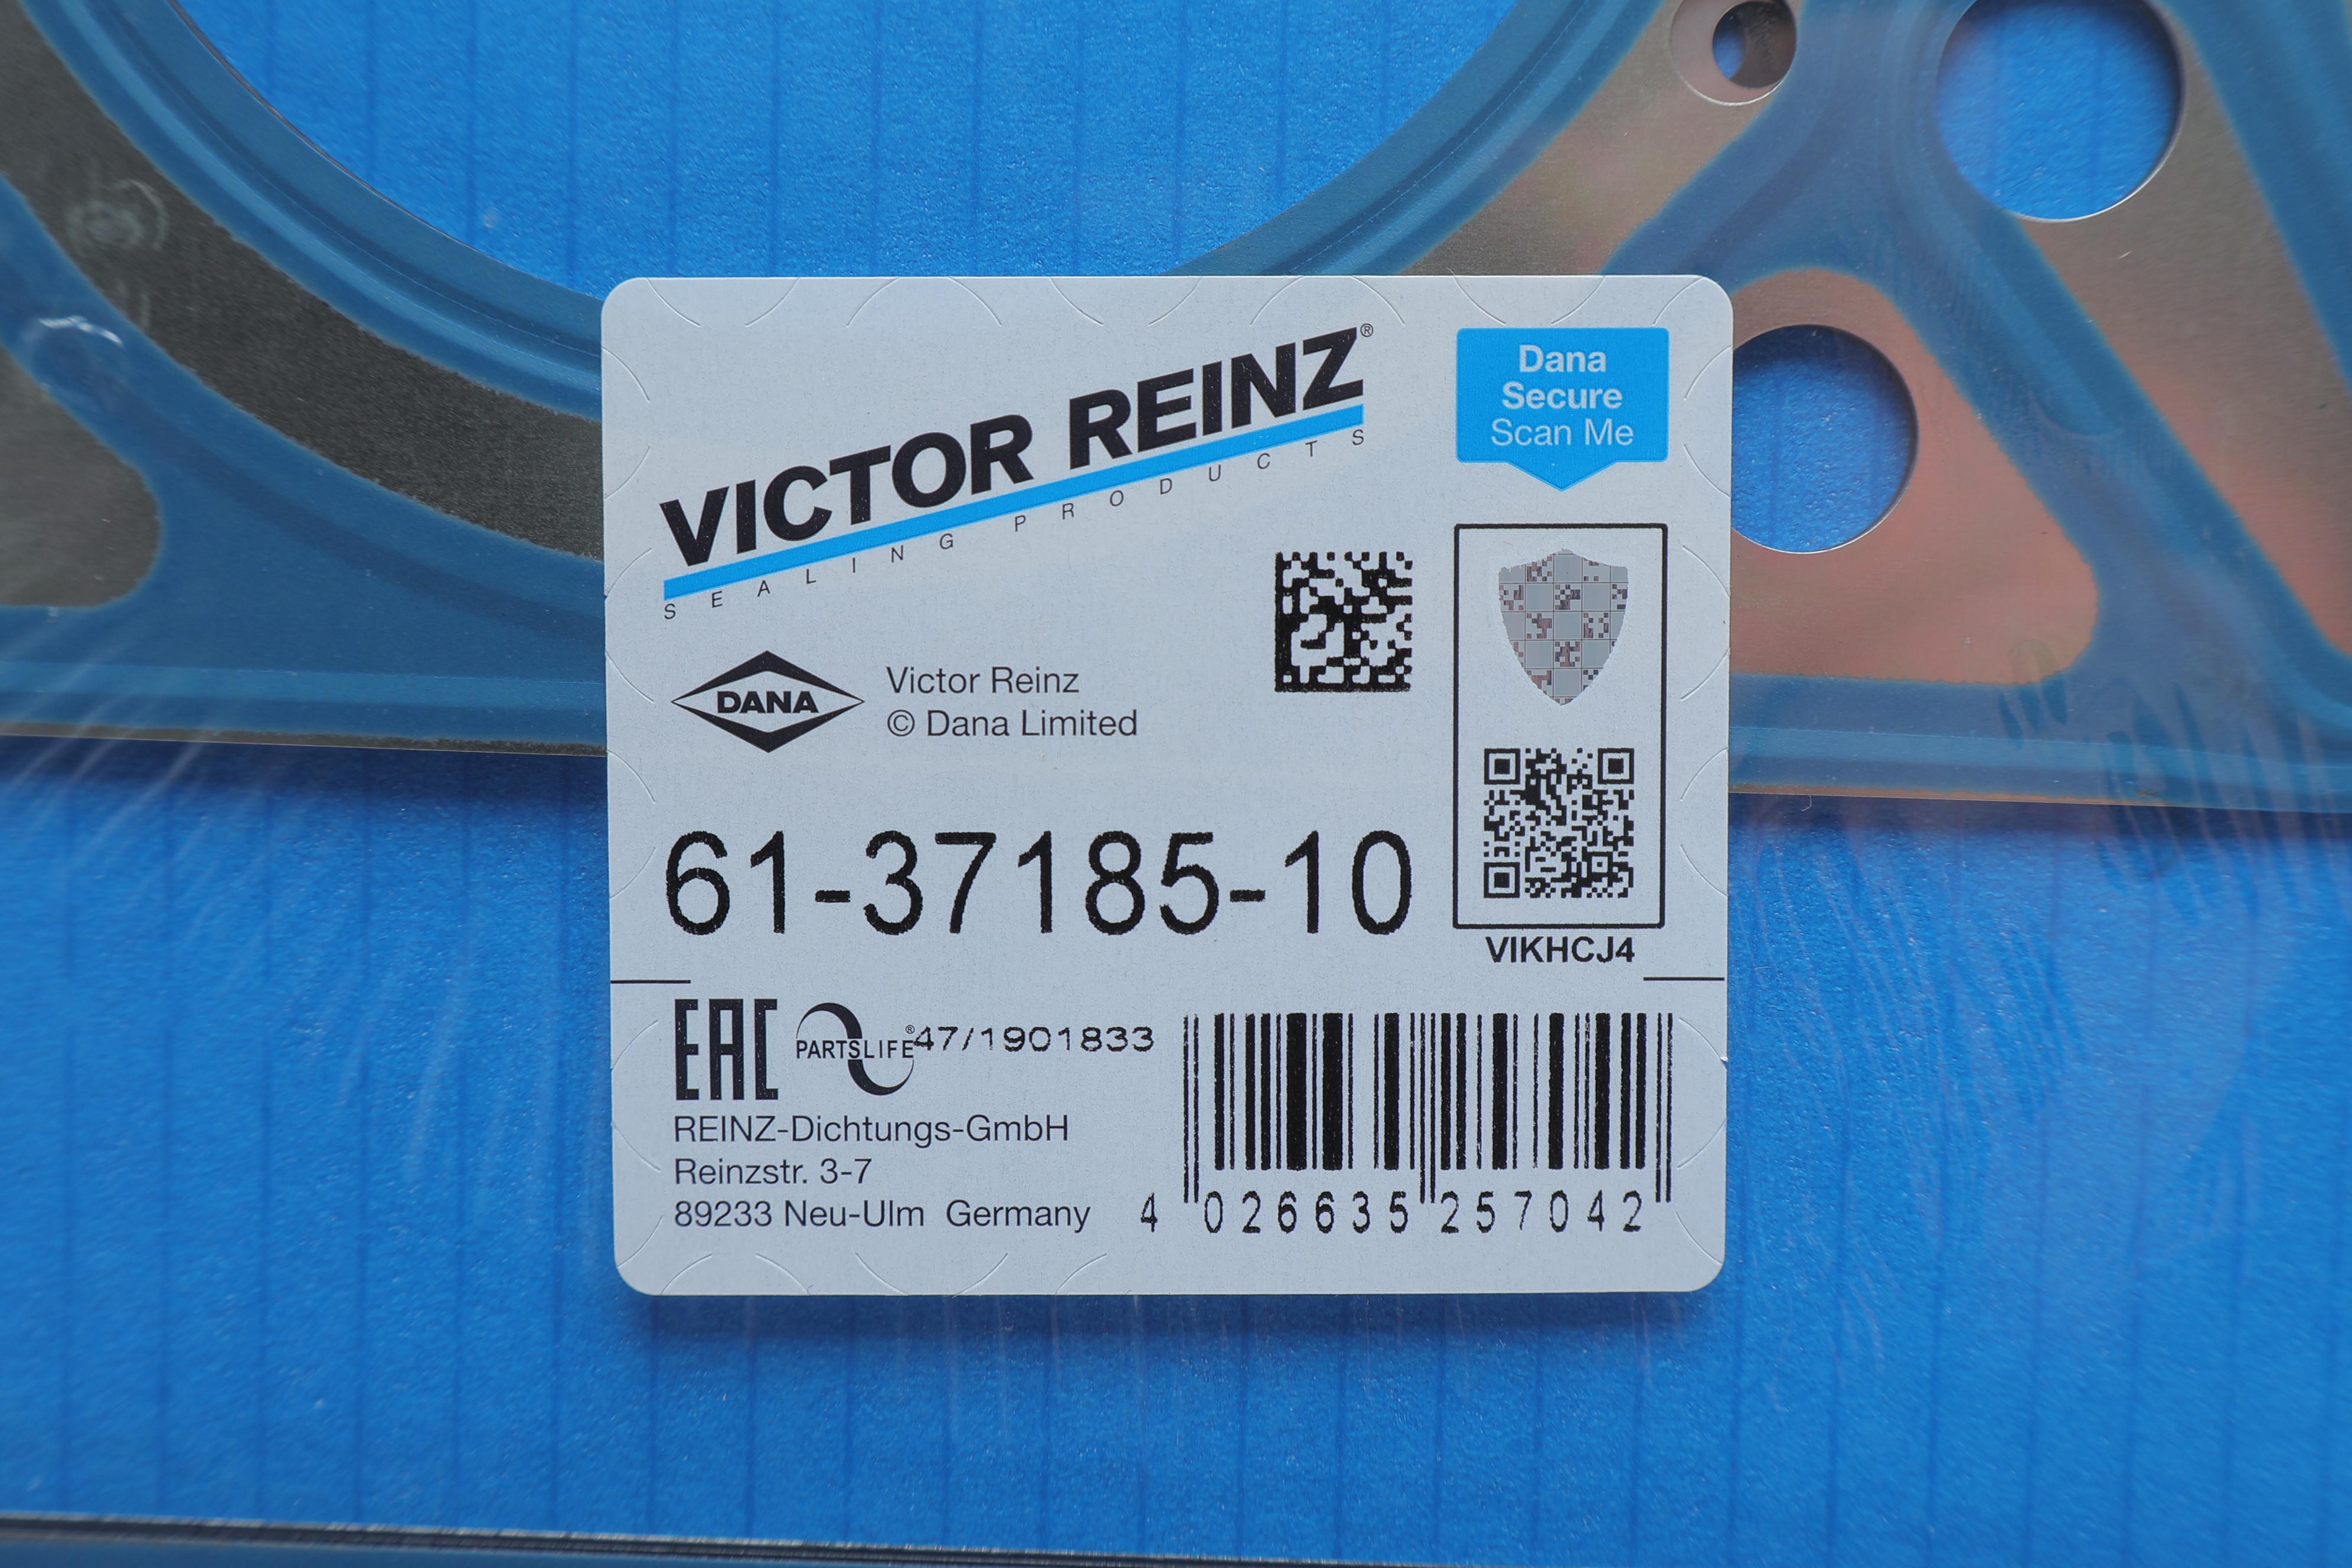 VICTOR REINZ®
SEALING PRODUCTS
Dana
Secure
Scan Me
DANA
Victor Reinz
© Dana Limited
61-37185-10
VIKHCJ4
EAC
PARTSLIFE®
47/1901833
REINZ-Dichtungs-GmbH
Reinzstr. 3-7
89233 Neu-Ulm Germany
4 026635 257042